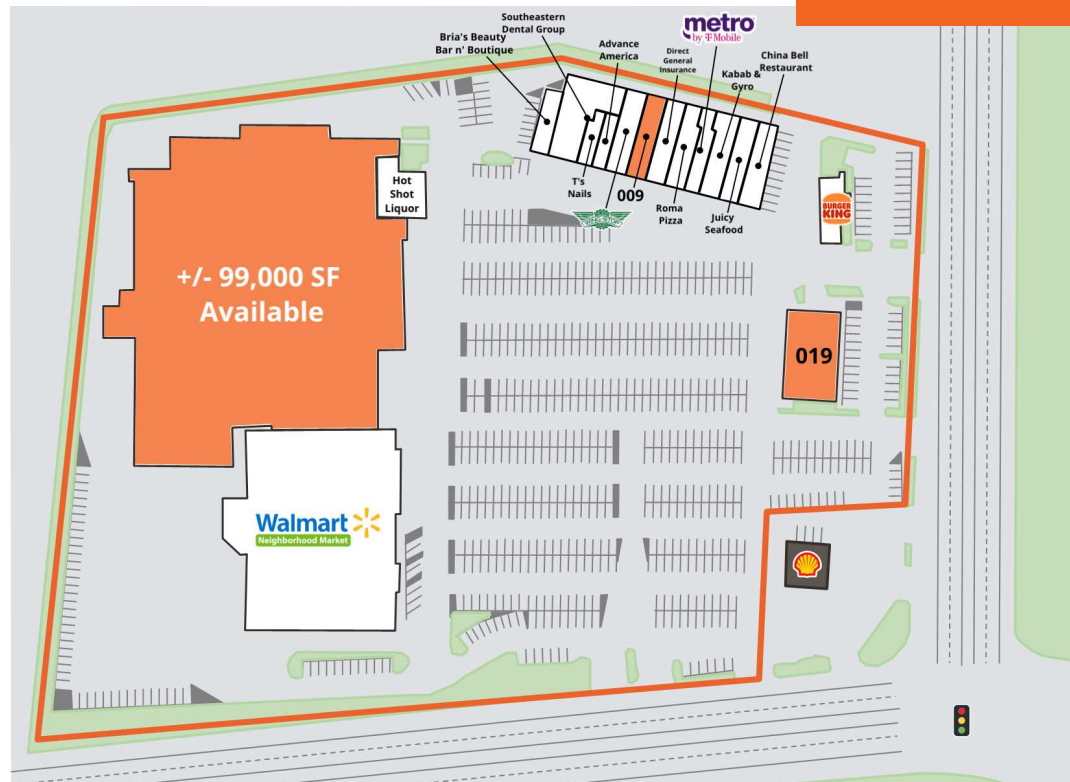 Southeastern
Dental Group
Bria's Beauty
Bar n' Boutique
Advance
America
metro
by T Mobile
Direct
General
Insurance
Kabab &
Gyro
China Bell
Restaurant
T's
Nails
009
WINGSTOP
Roma
Pizza
Juicy
Seafood
Hot
Shot
Liquor
BURGER
KING
+/- 99,000 SF
Available
019
Walmart
Neighborhood Market